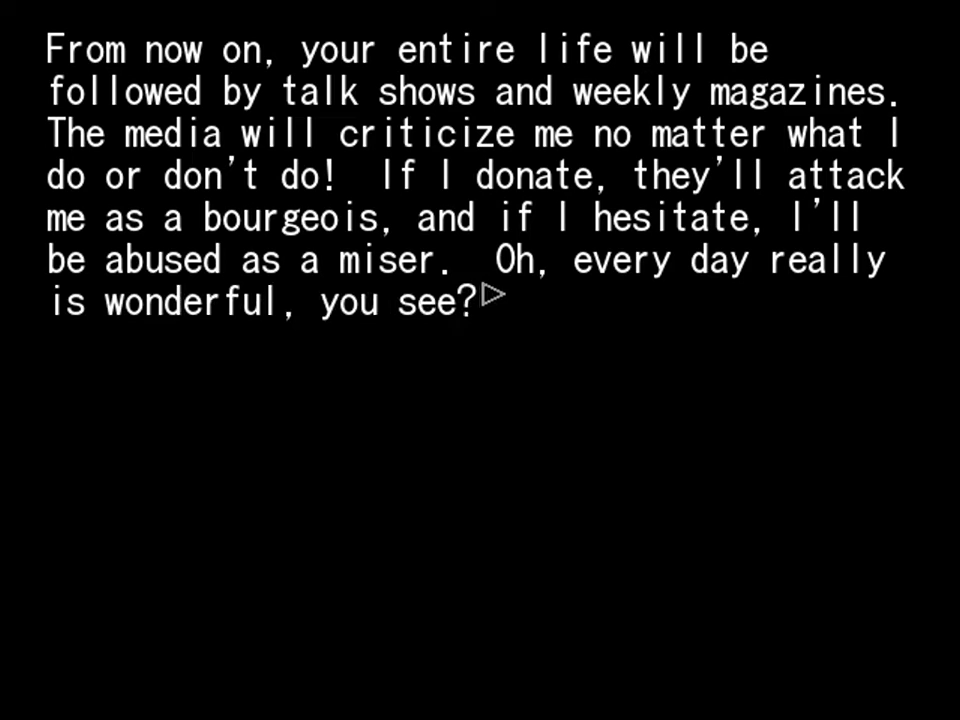 From now on, your entire life will be
followed by talk shows and weekly magazines.
The media will criticize me no matter what I
do or don't do!  If I donate, they'll attack
me as a bourgeois, and if I hesitate, I'll
be abused as a miser.  Oh, every day really
is wonderful, you see?